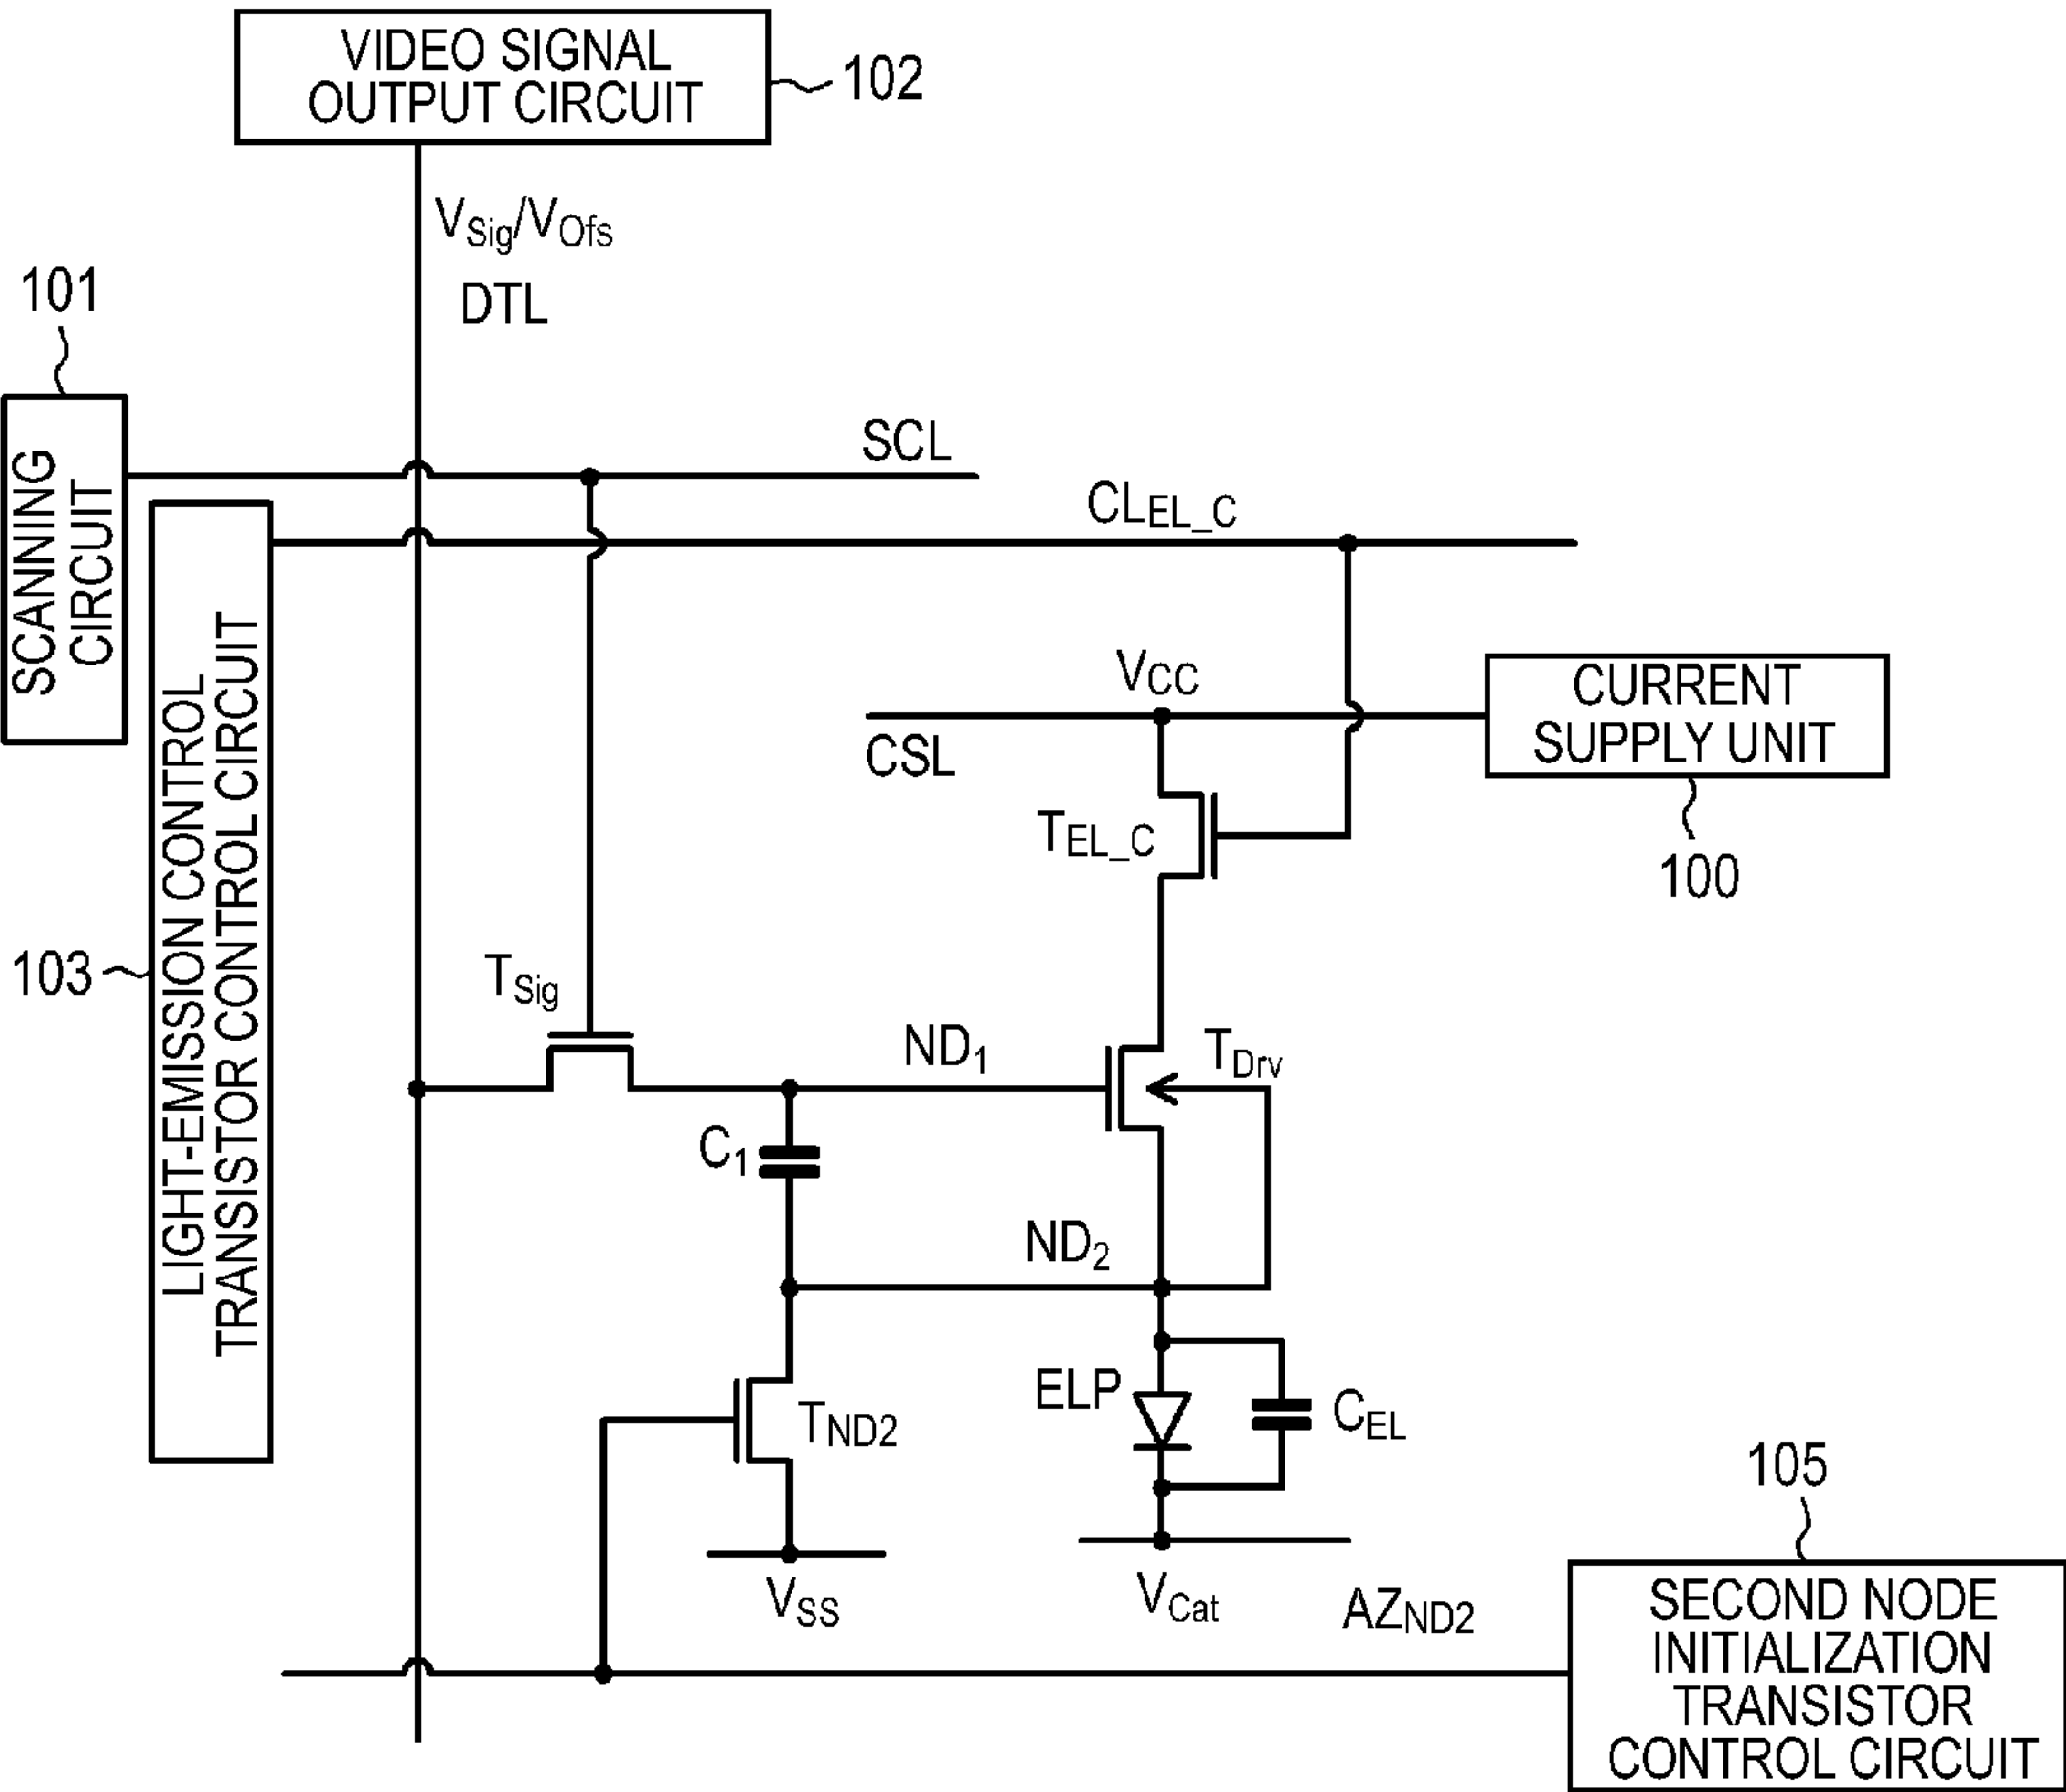 VIDEO SIGNAL
OUTPUT CIRCUIT
102
VSig/VOfs
DTL
101
SCANNING
CIRCUIT
SCL
CLEL_C
LIGHT-EMISSION CONTROL
TRANSISTOR CONTROL CIRCUIT
103
VCC
CSL
CURRENT
SUPPLY UNIT
100
TEL_C
TSig
ND1
TDrv
C1
ND2
ELP
CEL
TND2
VSS
VCat
AZND2
105
SECOND NODE
INITIALIZATION
TRANSISTOR
CONTROL CIRCUIT